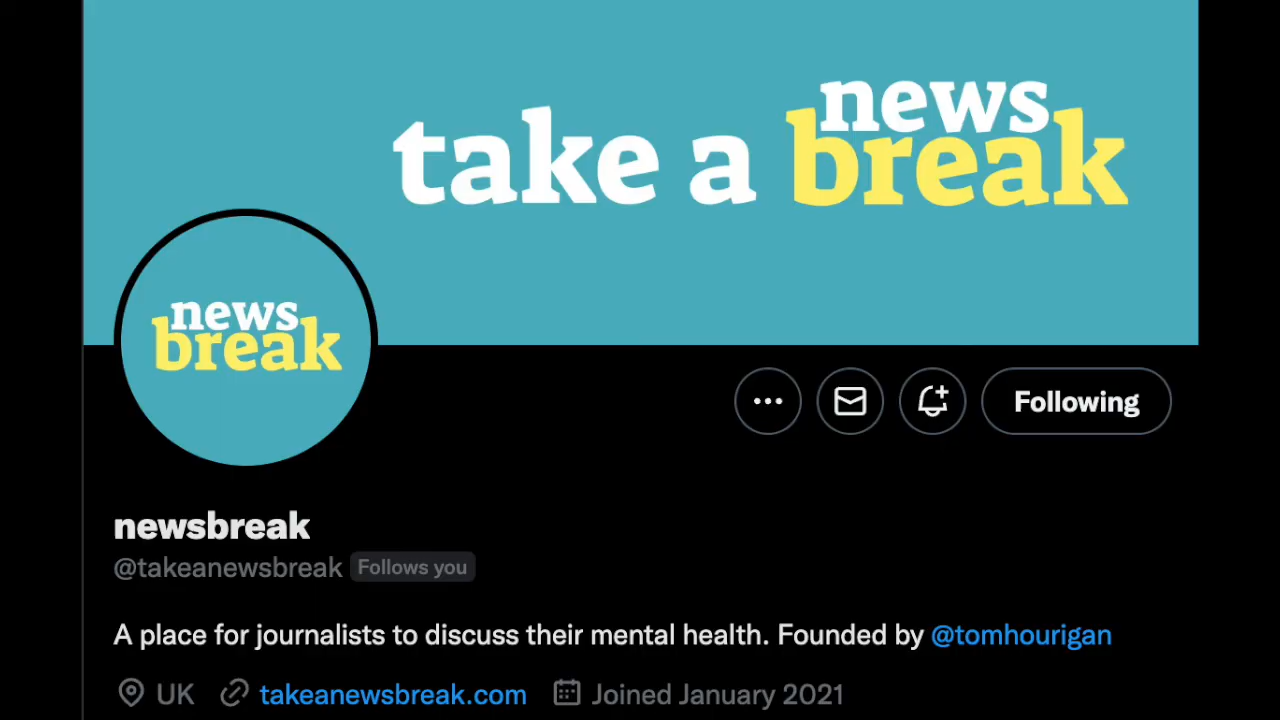 take a news break
news
break
Following
newsbreak
@takeanewsbreak Follows you
A place for journalists to discuss their mental health. Founded by @tomhourigan
UK takeanewsbreak.com Joined January 2021